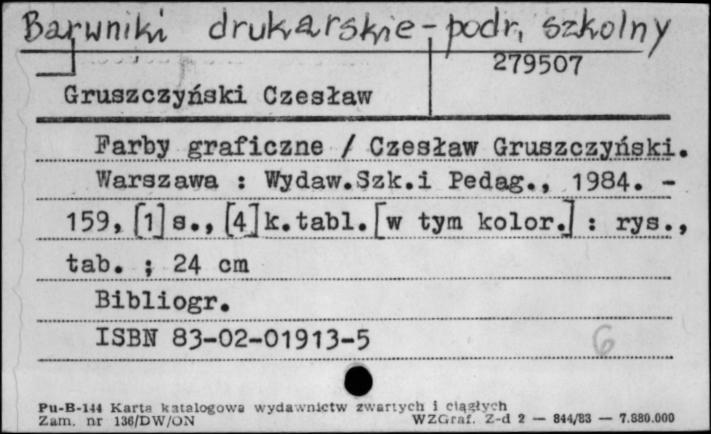 Barwniki drukarskie - podr. szkolny
279507
Gruszczyński Czesław
Farby graficzne / Czesław Gruszczyński.
Warszawa : Wydaw.Szk.i Pedag., 1984. -
159, [1] s., [4] k.tabl. [w tym kolor.] : rys.,
tab. ; 24 cm
Bibliogr.
ISBN 83-02-01913-5
6
Pu-B-144 Karta katalogowa wydawnictw zwartych i ciągłych
Zam. nr 136/DW/ON WZGraf. Z-d 2 — 844/83 — 7.880.000